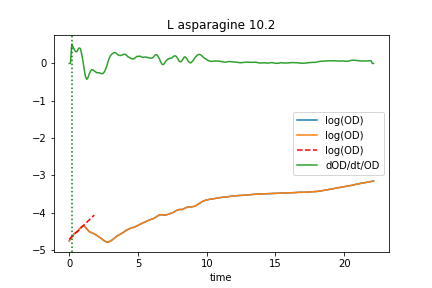 L asparagine 10.2
0
−1
−2
−3
−4
−5
log(OD)
log(OD)
log(OD)
dOD/dt/OD
0 5 10 15 20
time